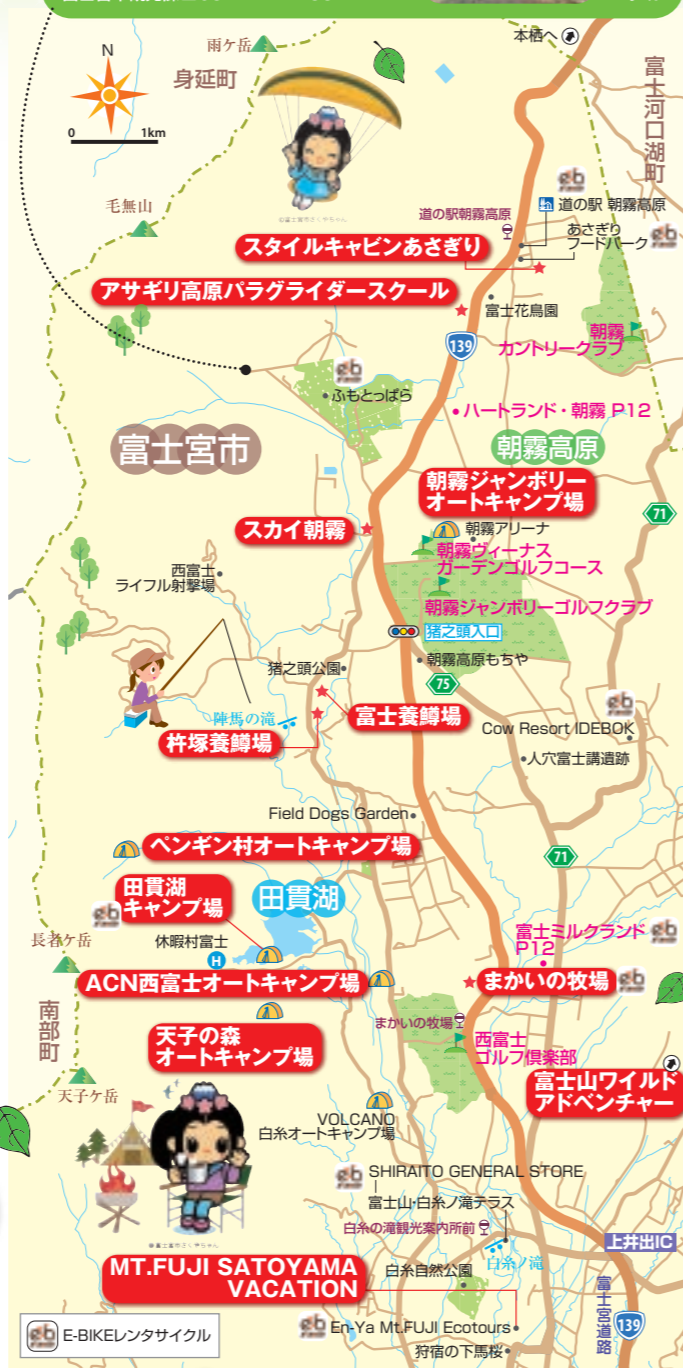 本栖へ
雨ケ岳
N
身延町
富士河口湖町
0 1km
毛無山
道の駅朝霧高原
道の駅 朝霧高原
あさぎり
フードパーク
スタイルキャビンあさぎり
アサギリ高原パラグライダースクール
富士花鳥園
139
朝霧
カントリークラブ
ふもとっぱら
ハートランド・朝霧 P12
富士宮市
朝霧高原
朝霧ジャンボリー
オートキャンプ場
71
スカイ朝霧
朝霧アリーナ
朝霧ヴィーナス
ガーデンゴルフコース
西富士
ライフル射撃場
朝霧ジャンボリーゴルフクラブ
猪之頭入口
朝霧高原もちや
猪之頭公園
75
陣馬の滝
富士養鱒場
杵塚養鱒場
Cow Resort IDEBOK
人穴富士講遺跡
Field Dogs Garden
ペンギン村オートキャンプ場
71
田貫湖
キャンプ場
田貫湖
長者ケ岳
休暇村富士
H
富士ミルクランド
P12
ACN西富士オートキャンプ場
まかいの牧場
南部町
まかいの牧場
天子の森
オートキャンプ場
西富士
ゴルフ倶楽部
富士山ワイルド
アドベンチャー
天子ケ岳
VOLCANO
白糸オートキャンプ場
SHIRAITO GENERAL STORE
富士山・白糸ノ滝テラス
白糸の滝観光案内所前
白糸ノ滝
上井出IC
MT.FUJI SATOYAMA
VACATION
白糸自然公園
富士宮道路
139
E-BIKEレンタサイクル
En-Ya Mt.FUJI Ecotours
狩宿の下馬桜